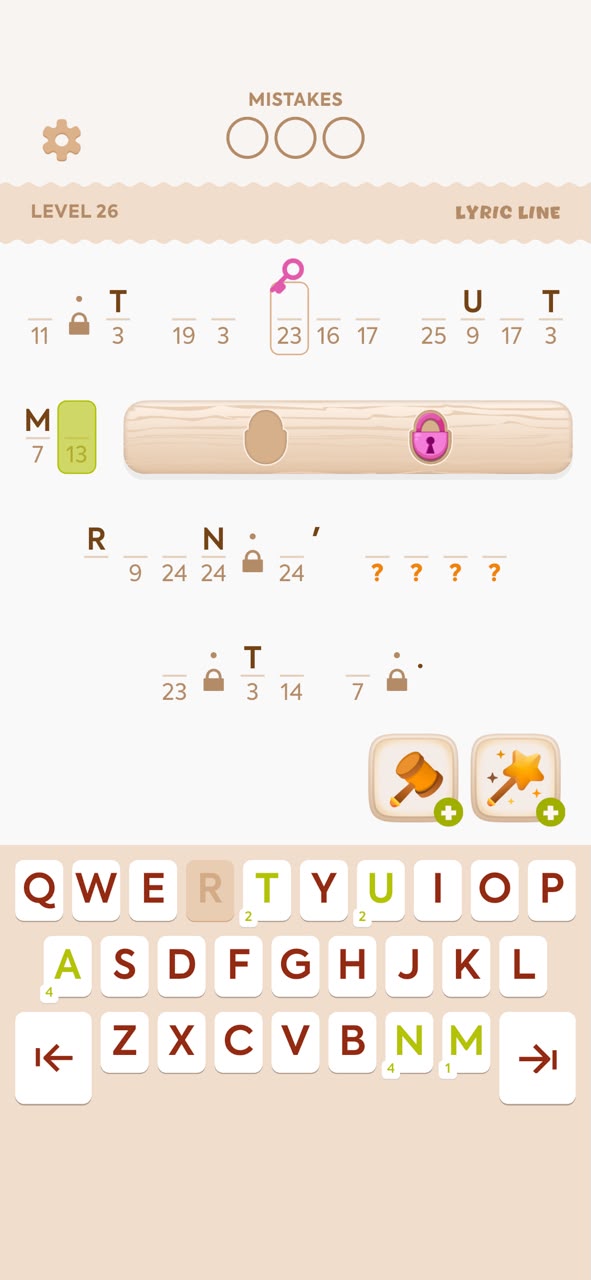 MISTAKES
LEVEL 26 LYRIC LINE
T U T
11 3 19 3 23 16 17 25 9 17 3
M
7 13
R N ’
9 24 24 24 ? ? ? ?
T .
23 3 14 7
Q W E R T Y U I O P
2 2
A S D F G H J K L
4
Z X C V B N M
4 1